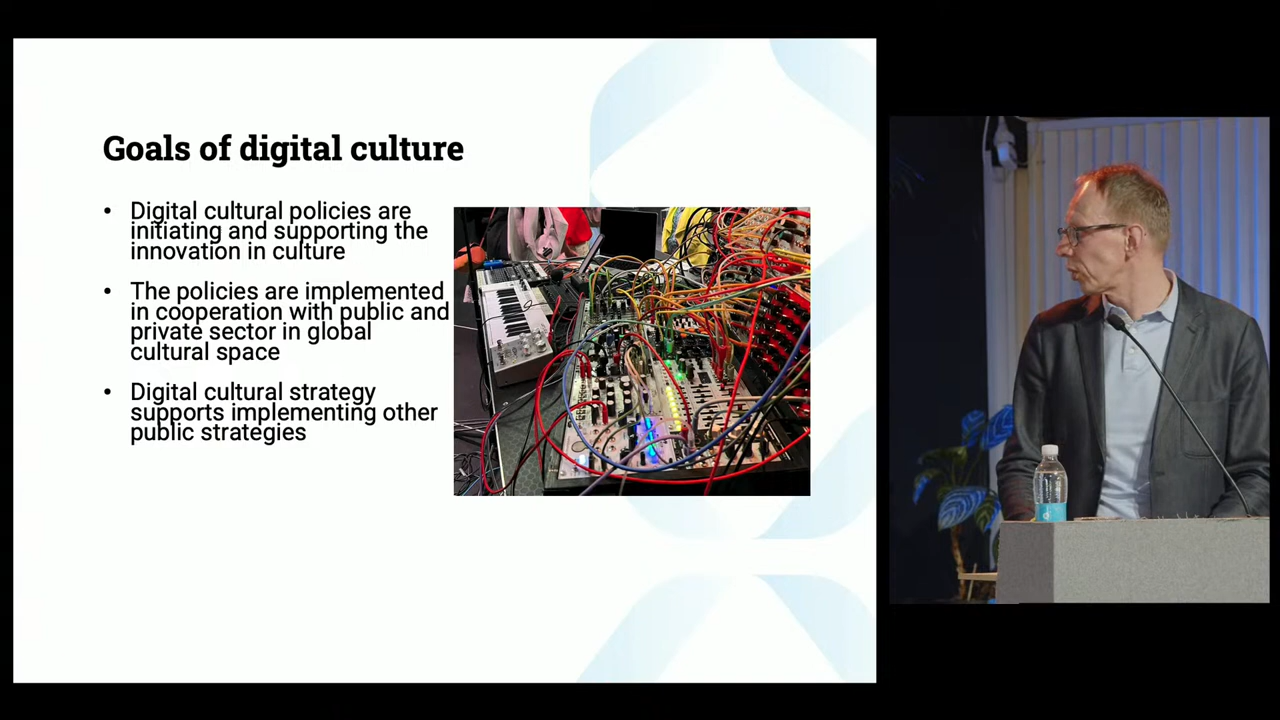 Goals of digital culture
• Digital cultural policies are
initiating and supporting the
innovation in culture
• The policies are implemented
in cooperation with public and
private sector in global
cultural space
• Digital cultural strategy
supports implementing other
public strategies